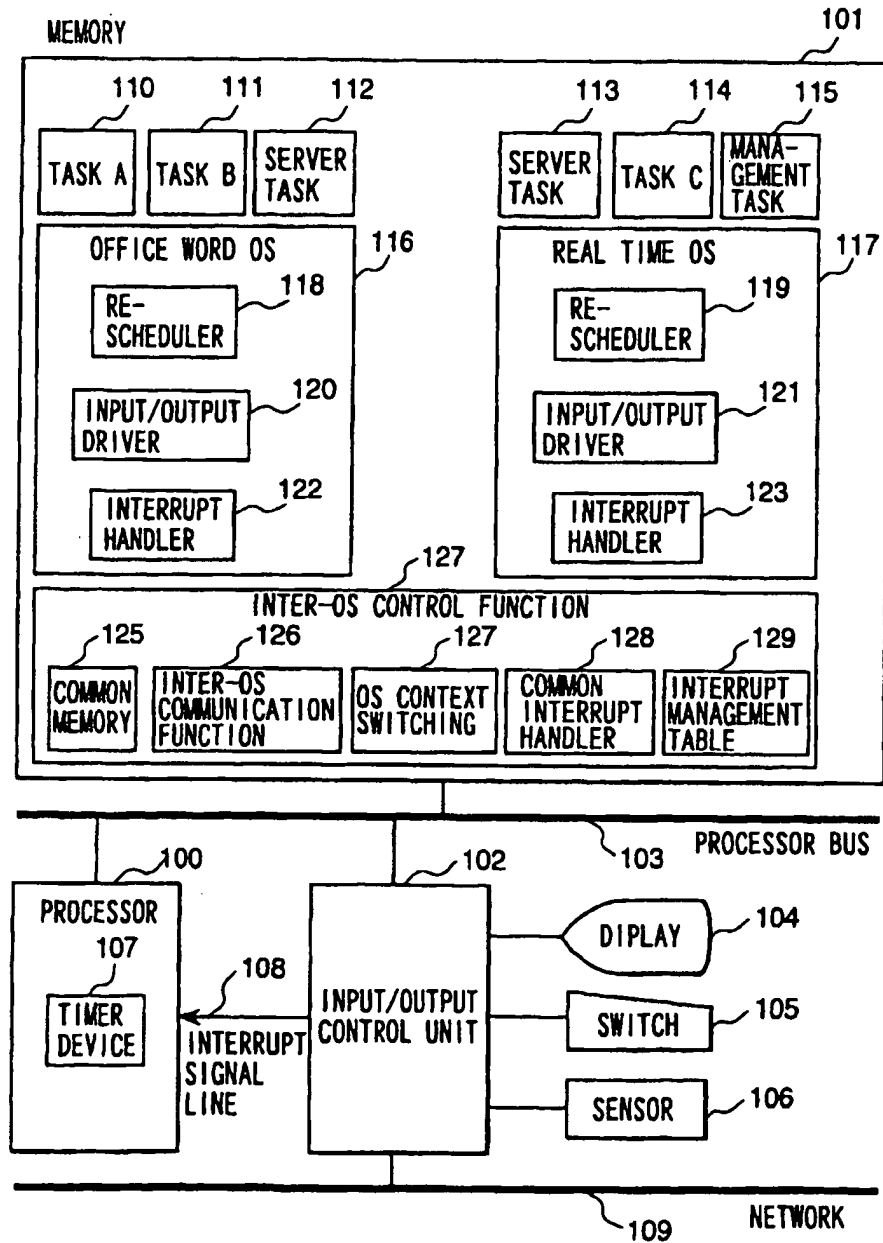 MEMORY
101
110
111
112
113
114
115
TASK A
TASK B
SERVER
TASK
SERVER
TASK
TASK C
MANA-
GEMENT
TASK
OFFICE WORD OS
116
118
RE-
SCHEDULER
120
INPUT/OUTPUT
DRIVER
122
INTERRUPT
HANDLER
REAL TIME OS
117
119
RE-
SCHEDULER
121
INPUT/OUTPUT
DRIVER
123
INTERRUPT
HANDLER
127
INTER-OS CONTROL FUNCTION
125
126
127
128
129
COMMON
MEMORY
INTER-OS
COMMUNICATION
FUNCTION
OS CONTEXT
SWITCHING
COMMON
INTERRUPT
HANDLER
INTERRUPT
MANAGEMENT
TABLE
103
PROCESSOR BUS
100
PROCESSOR
107
TIMER
DEVICE
108
INTERRUPT
SIGNAL
LINE
102
INPUT/OUTPUT
CONTROL UNIT
DIPLAY
104
SWITCH
105
SENSOR
106
109
NETWORK